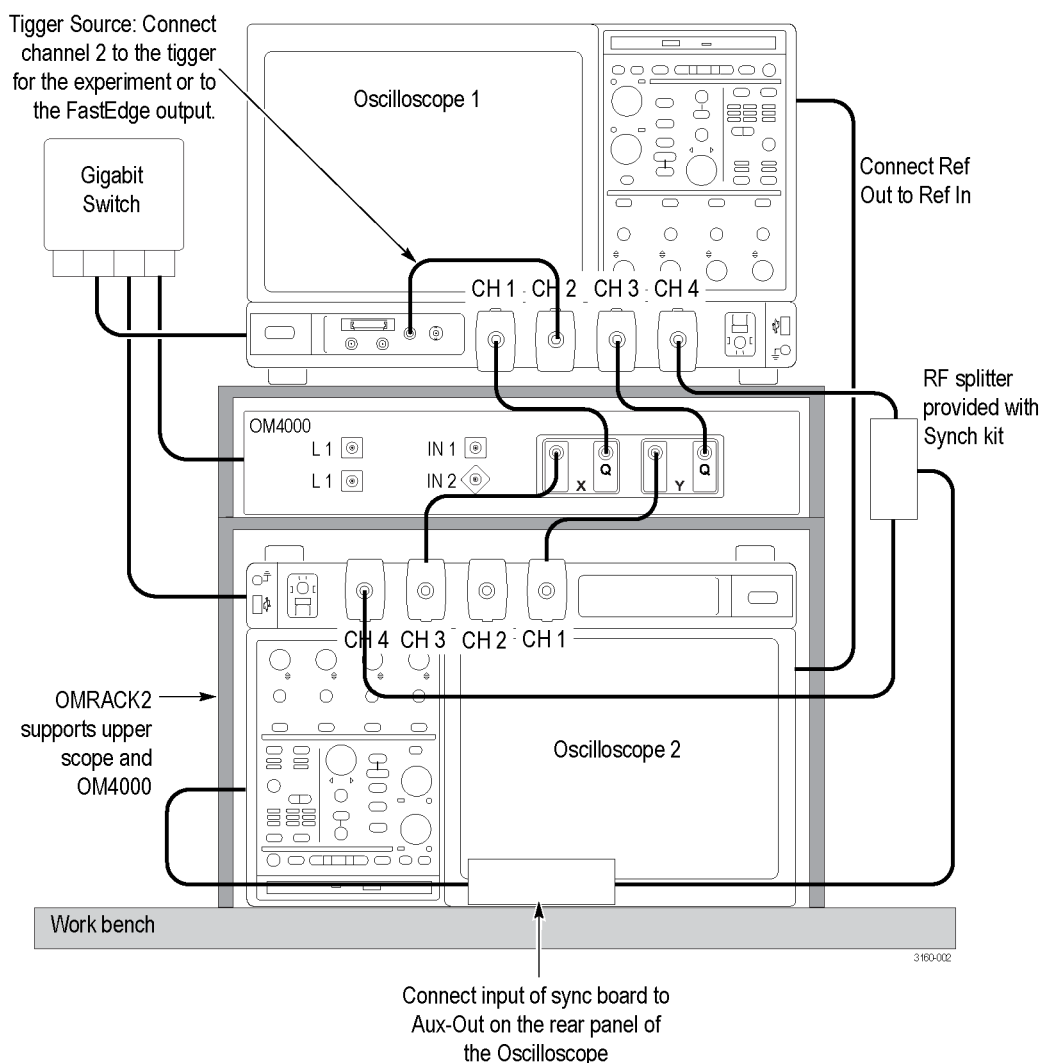 Tigger Source: Connect
channel 2 to the tigger
for the experiment or to
the FastEdge output.
Oscilloscope 1
Gigabit
Switch
Connect Ref
Out to Ref In
CH 1
CH 2
CH 3
CH 4
RF splitter
provided with
Synch kit
OM4000
L 1
IN 1
L 1
IN 2
X
Q
Y
Q
CH 4
CH 3
CH 2
CH 1
OMRACK2
supports upper
scope and
OM4000
Oscilloscope 2
Work bench
3160-002
Connect input of sync board to
Aux-Out on the rear panel of
the Oscilloscope